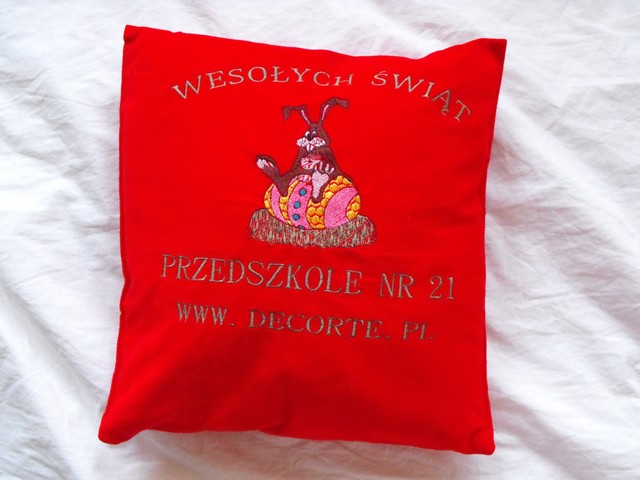 WESOŁYCH ŚWIĄT
PRZEDSZKOLE NR 21
WWW. DECORTE. PL